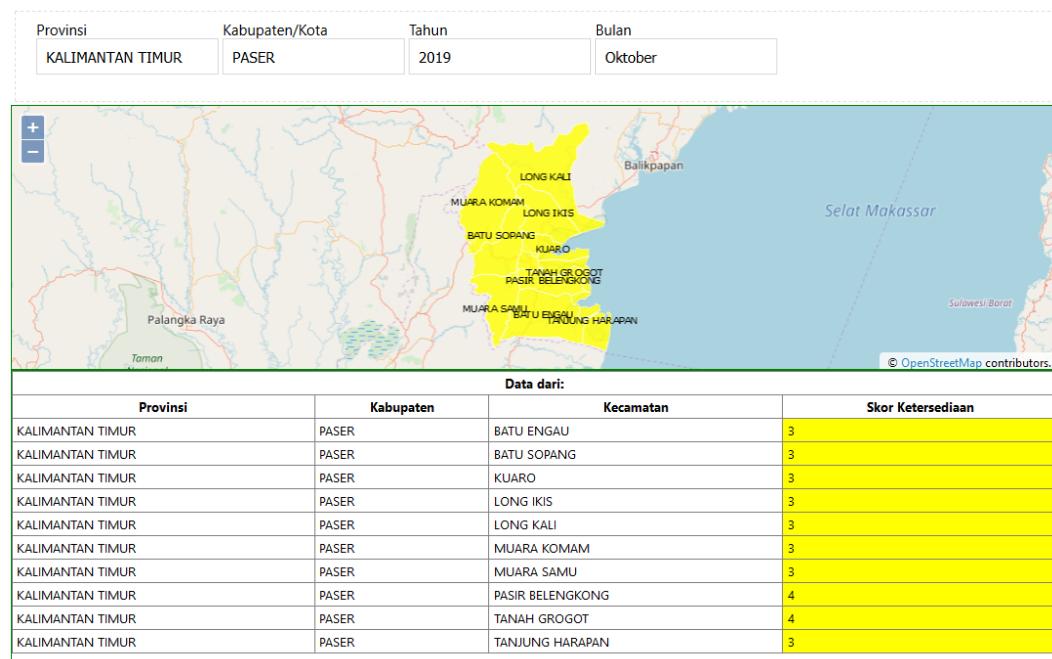 Provinsi Kabupaten/Kota Tahun Bulan
KALIMANTAN TIMUR PASER 2019 Oktober
+
−
Balikpapan
LONG KALI
MUARA KOMAM
LONG IKIS
Selat Makassar
BATU SOPANG
KUARO
TANAH GROGOT
PASIR BELENGKONG
Sulawesi Barat
MUARA SAMU
BATU ENGAU
TANJUNG HARAPAN
Palangka Raya
Taman
© OpenStreetMap contributors.
Data dari:
Provinsi Kabupaten Kecamatan Skor Ketersediaan
KALIMANTAN TIMUR PASER BATU ENGAU 3
KALIMANTAN TIMUR PASER BATU SOPANG 3
KALIMANTAN TIMUR PASER KUARO 3
KALIMANTAN TIMUR PASER LONG IKIS 3
KALIMANTAN TIMUR PASER LONG KALI 3
KALIMANTAN TIMUR PASER MUARA KOMAM 3
KALIMANTAN TIMUR PASER MUARA SAMU 3
KALIMANTAN TIMUR PASER PASIR BELENGKONG 4
KALIMANTAN TIMUR PASER TANAH GROGOT 4
KALIMANTAN TIMUR PASER TANJUNG HARAPAN 3